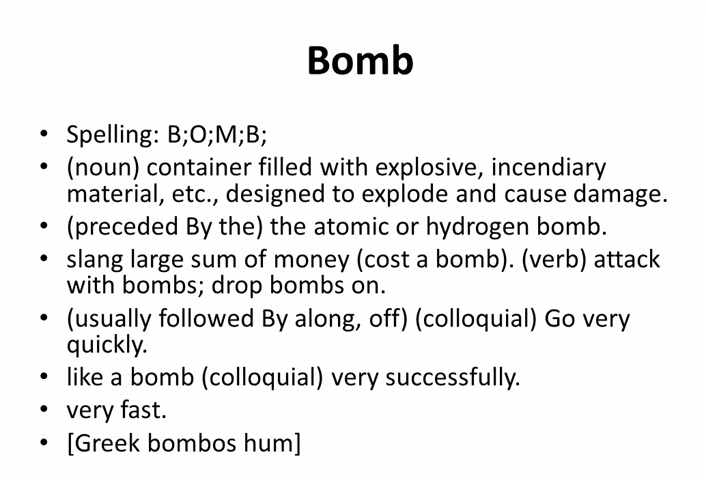 Bomb
• Spelling: B;O;M;B;
• (noun) container filled with explosive, incendiary
material, etc., designed to explode and cause damage.
• (preceded By the) the atomic or hydrogen bomb.
• slang large sum of money (cost a bomb). (verb) attack
with bombs; drop bombs on.
• (usually followed By along, off) (colloquial) Go very
quickly.
• like a bomb (colloquial) very successfully.
• very fast.
• [Greek bombos hum]